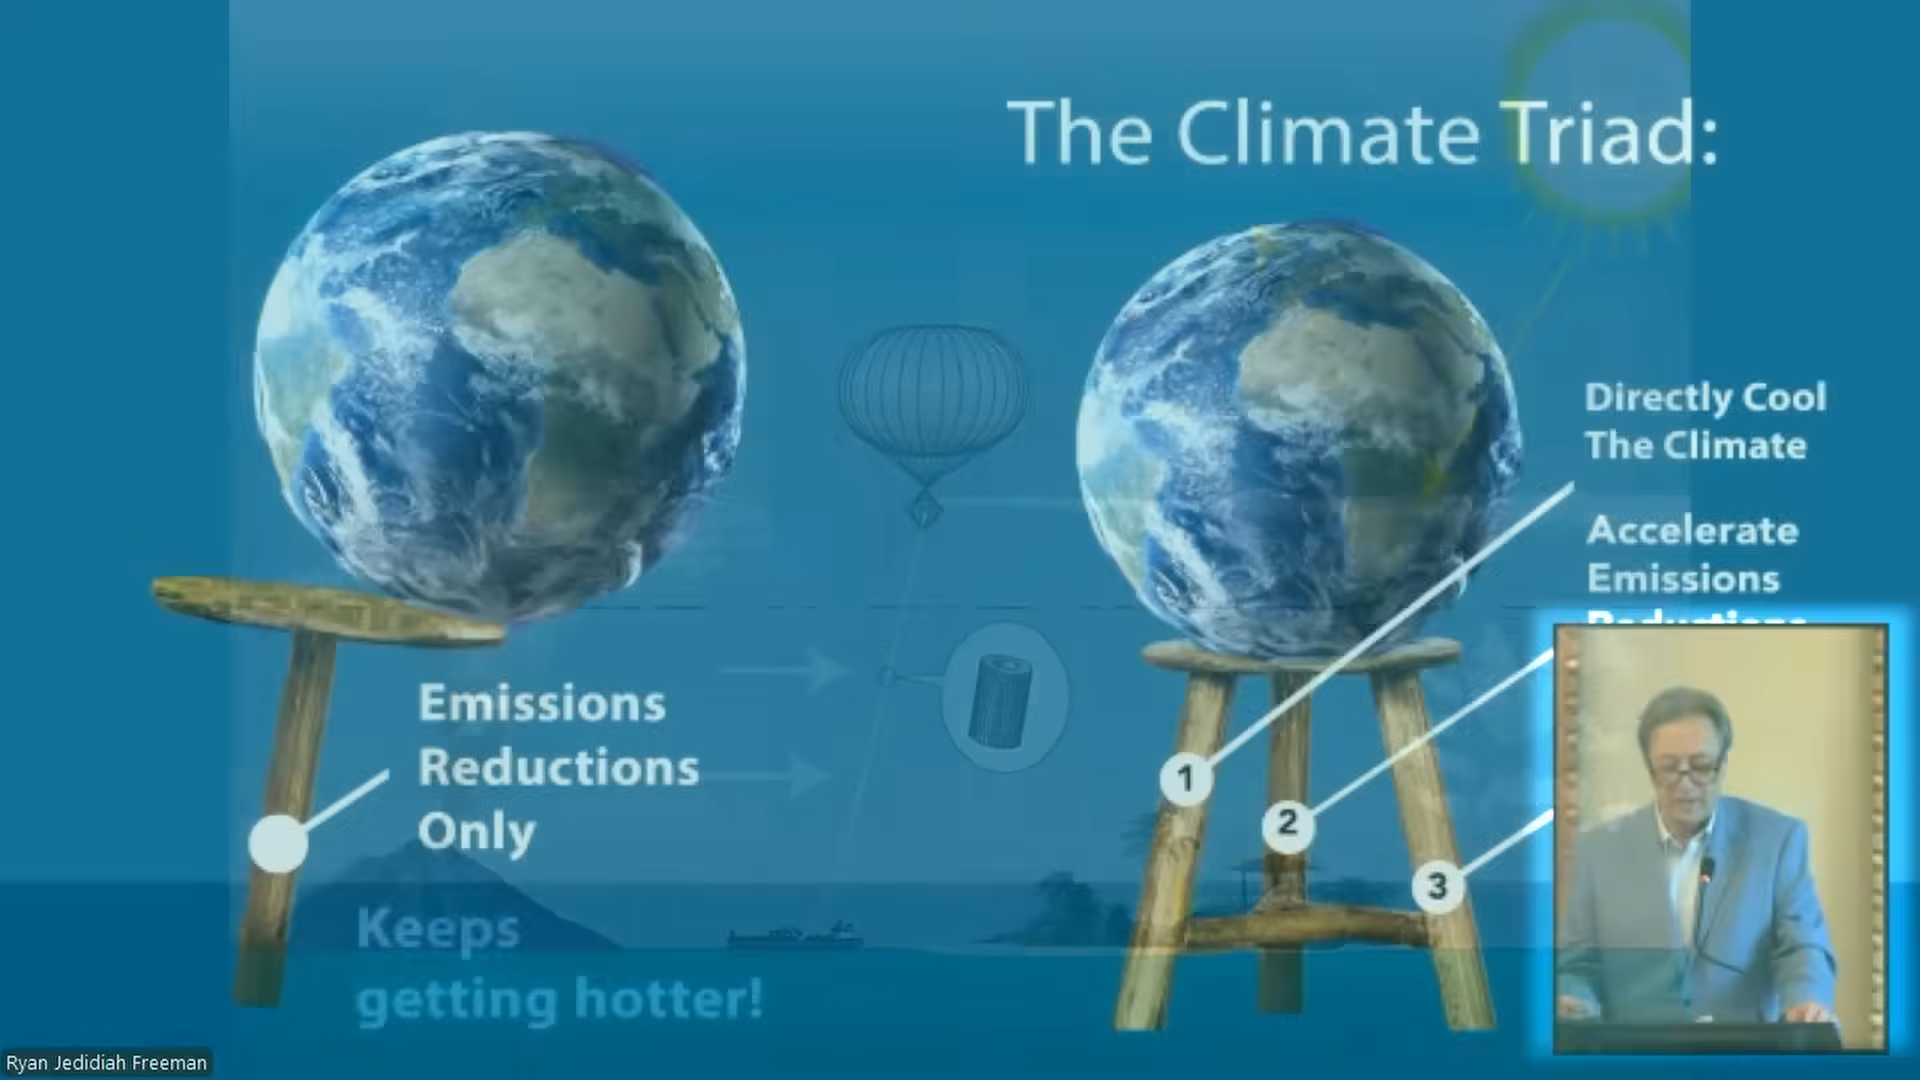 The Climate Triad:
Directly Cool
The Climate
Accelerate
Emissions
Reductions
Emissions
Reductions
Only
1
2
3
Keeps
getting hotter!
Ryan Jedidiah Freeman